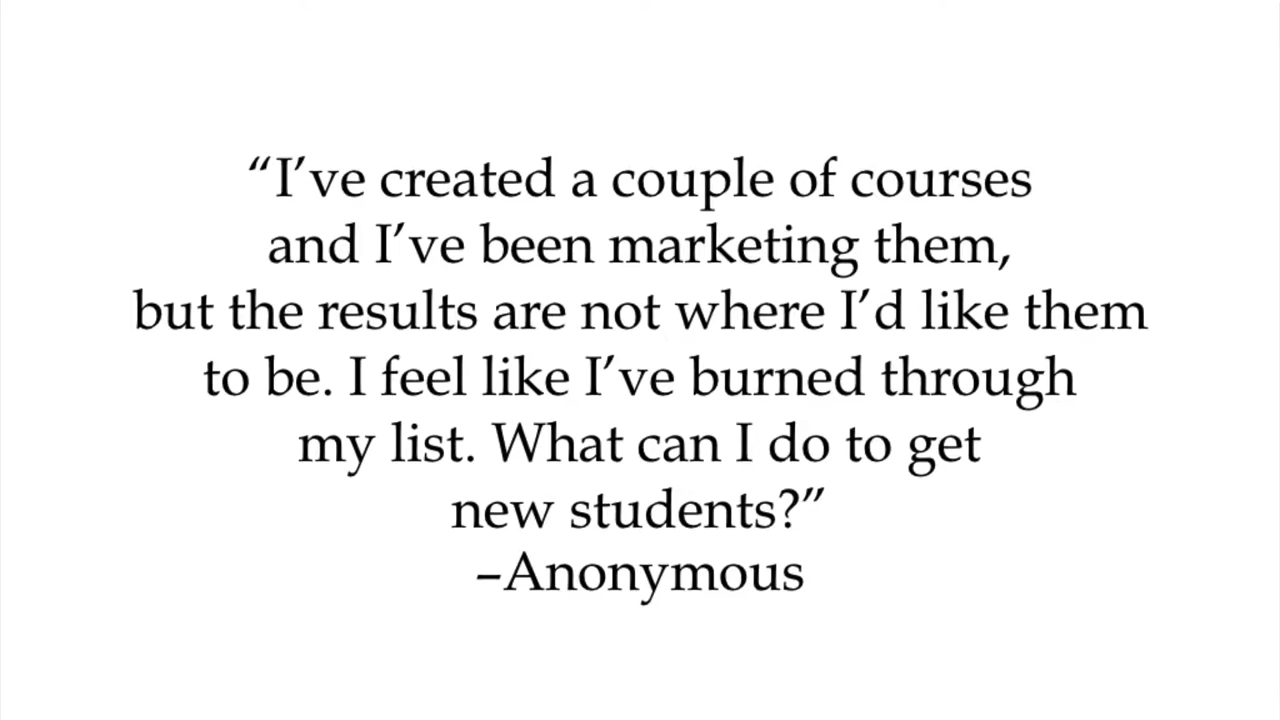 “I’ve created a couple of courses
and I’ve been marketing them,
but the results are not where I’d like them
to be. I feel like I’ve burned through
my list. What can I do to get
new students?”
–Anonymous